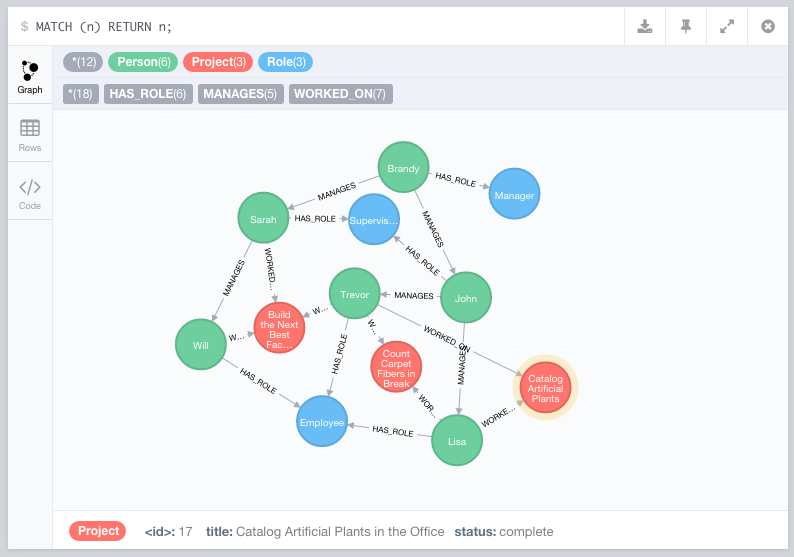 $ MATCH (n) RETURN n;
Graph
Rows
Code
*(12) Person(6) Project(3) Role(3)
*(18) HAS_ROLE(6) MANAGES(5) WORKED_ON(7)
Brandy
HAS_ROLE
Manager
MANAGES
Sarah
HAS_ROLE
Supervis...
MANAGES
HAS_ROLE
MANAGES
WORKED...
Trevor
MANAGES
John
W...
Build
the Next
Best
Fac...
W...
W...
WORKED_ON
Will
HAS_ROLE
MANAGES
Count
Carpet
Fibers in
Break
Catalog
Artificial
Plants
HAS_ROLE
WOR...
WORKE...
Employee
HAS_ROLE
Lisa
Project <id>: 17 title: Catalog Artificial Plants in the Office status: complete